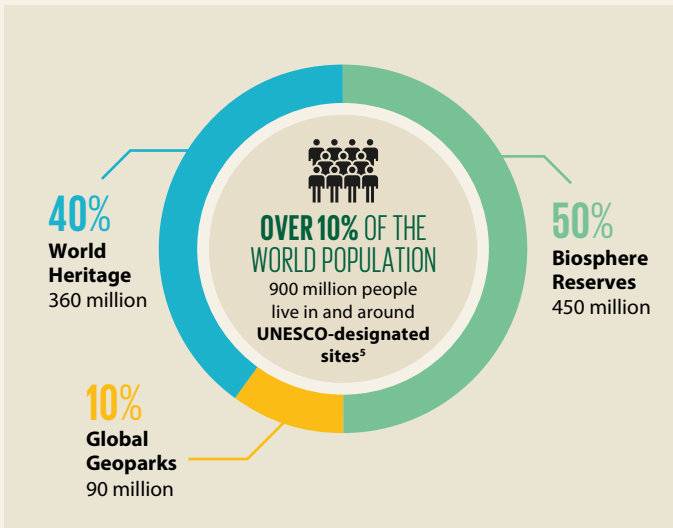 OVER 10% OF THE
WORLD POPULATION
900 million people
live in and around
UNESCO-designated
sites⁵
40%
World
Heritage
360 million
50%
Biosphere
Reserves
450 million
10%
Global
Geoparks
90 million